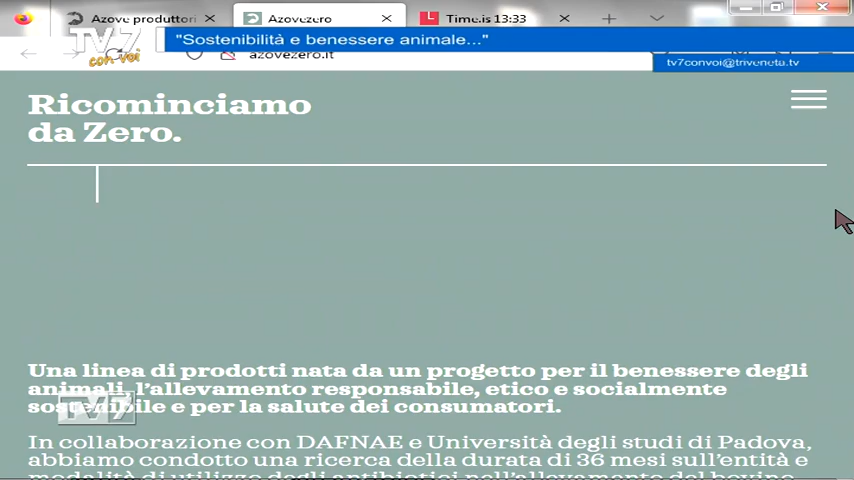 Azove produttori
Azovezero
Time.is 13:33
TV7
con voi
"Sostenibilità e benessere animale..."
azovezero.it
tv7convoi@triveneta.tv
Ricominciamo
da Zero.
Una linea di prodotti nata da un progetto per il benessere degli
animali, l'allevamento responsabile, etico e socialmente
sostenibile e per la salute dei consumatori.
TV7
In collaborazione con DAFNAE e Università degli studi di Padova,
abbiamo condotto una ricerca della durata di 36 mesi sull'entità e
modalità di utilizzo degli antibiotici nell'allevamento del bovino